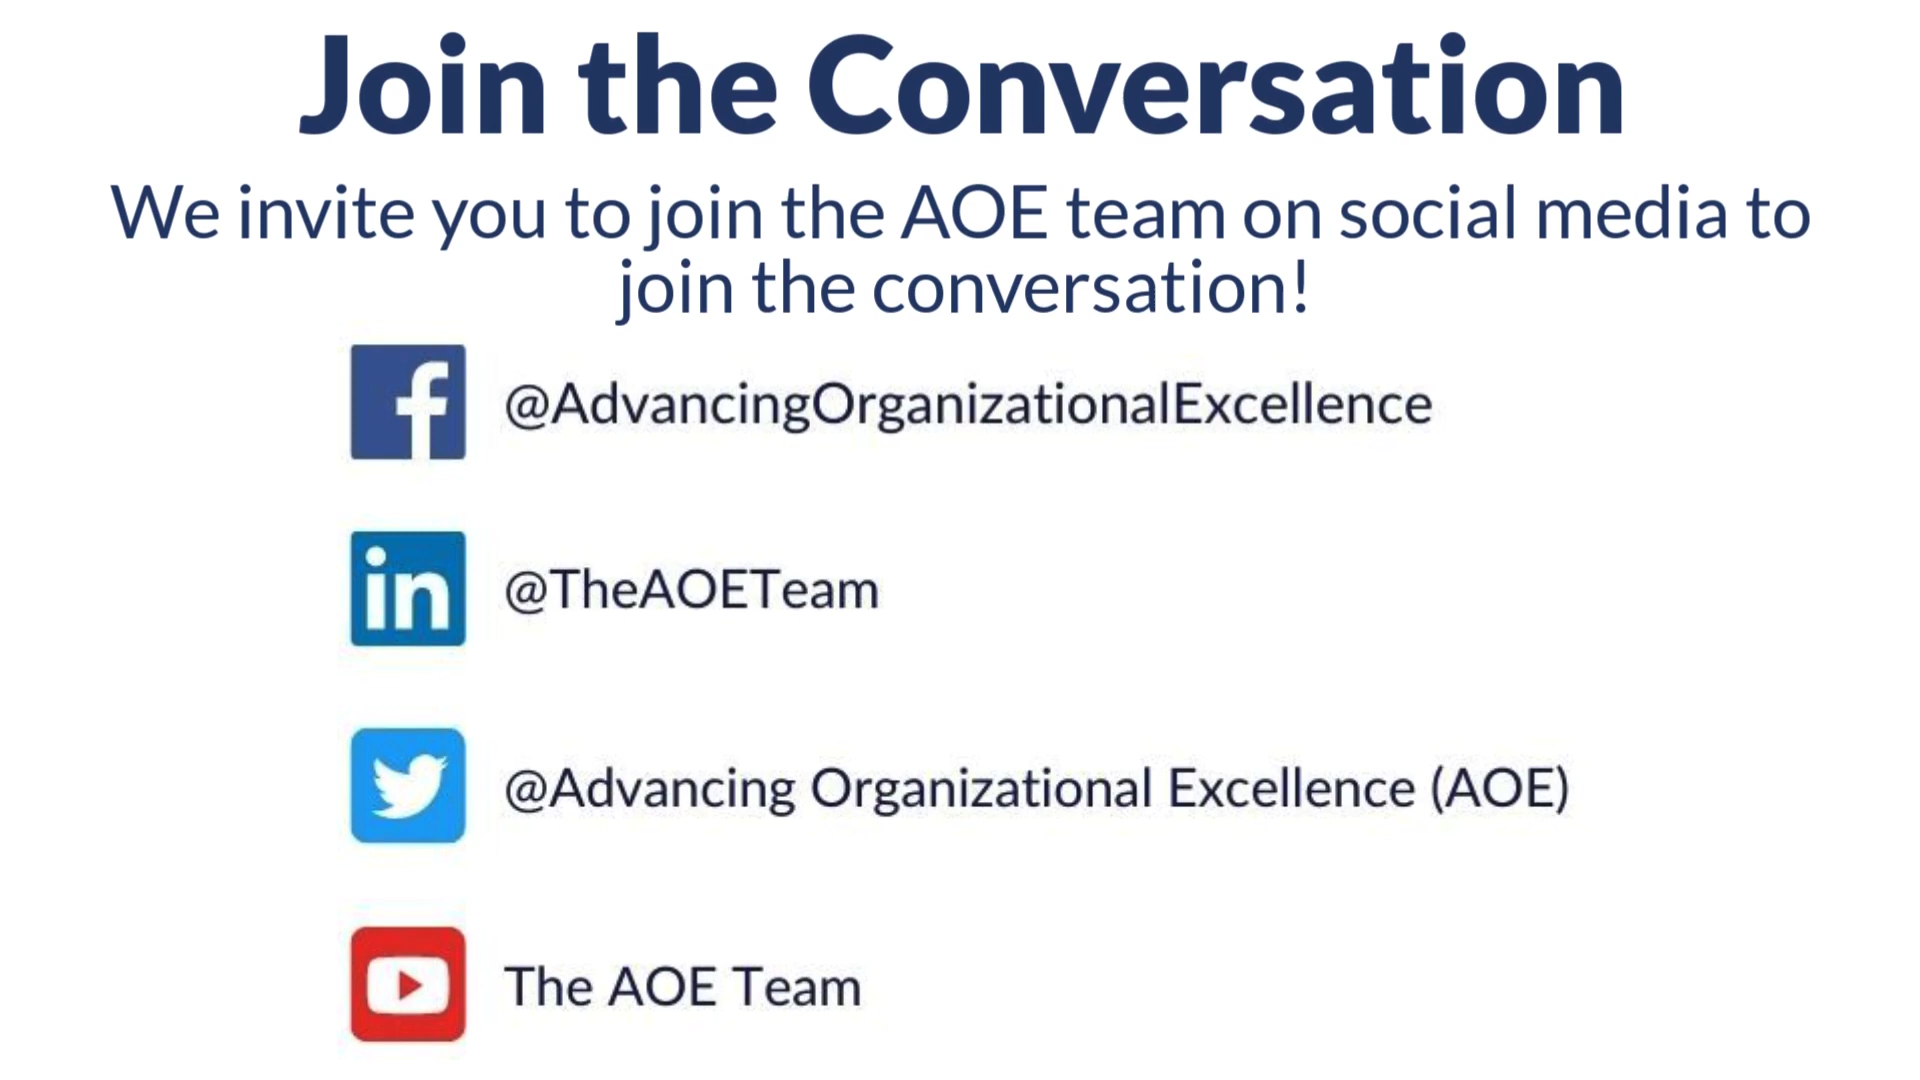 Join the Conversation
We invite you to join the AOE team on social media to
join the conversation!
f @AdvancingOrganizationalExcellence
in @TheAOETeam
@Advancing Organizational Excellence (AOE)
The AOE Team